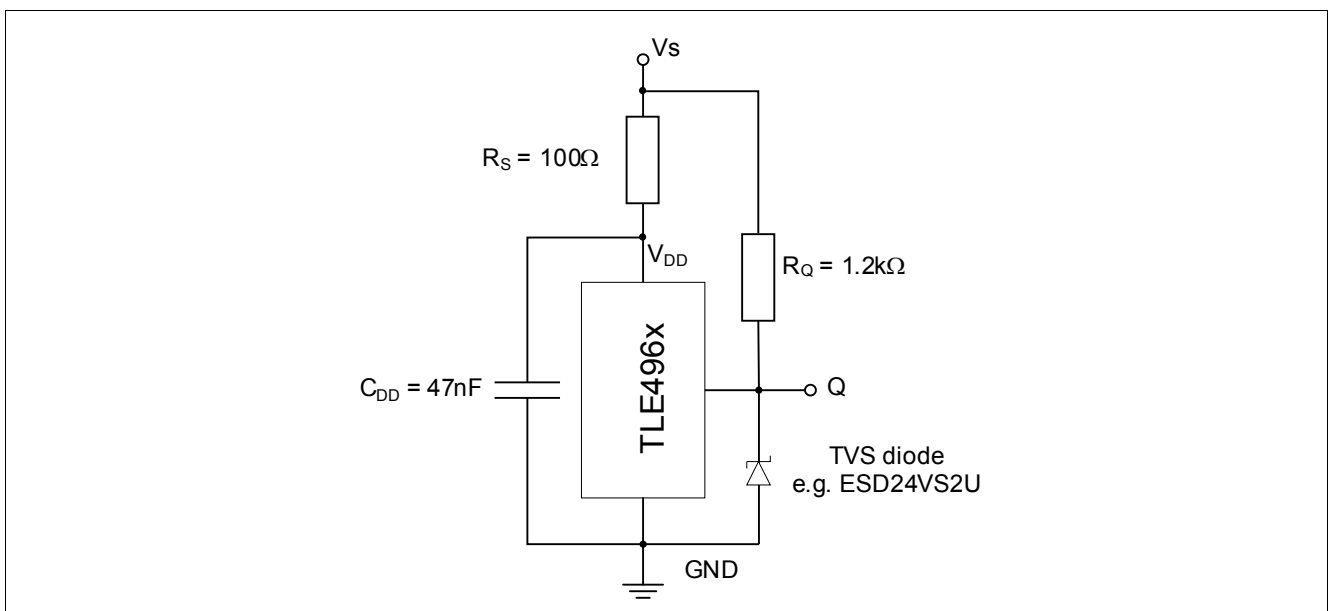 Vs
R_S = 100Ω
V_DD
R_Q = 1.2kΩ
TLE496x
C_DD = 47nF
Q
TVS diode
e.g. ESD24VS2U
GND